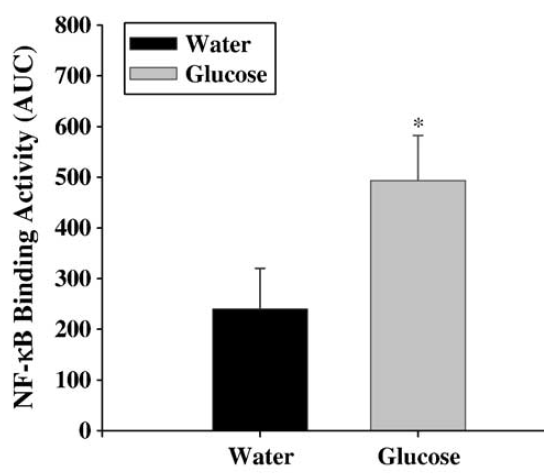 800
700
600
500
400
300
200
100
0
NF-κB Binding Activity (AUC)
Water
Glucose
*
Water
Glucose